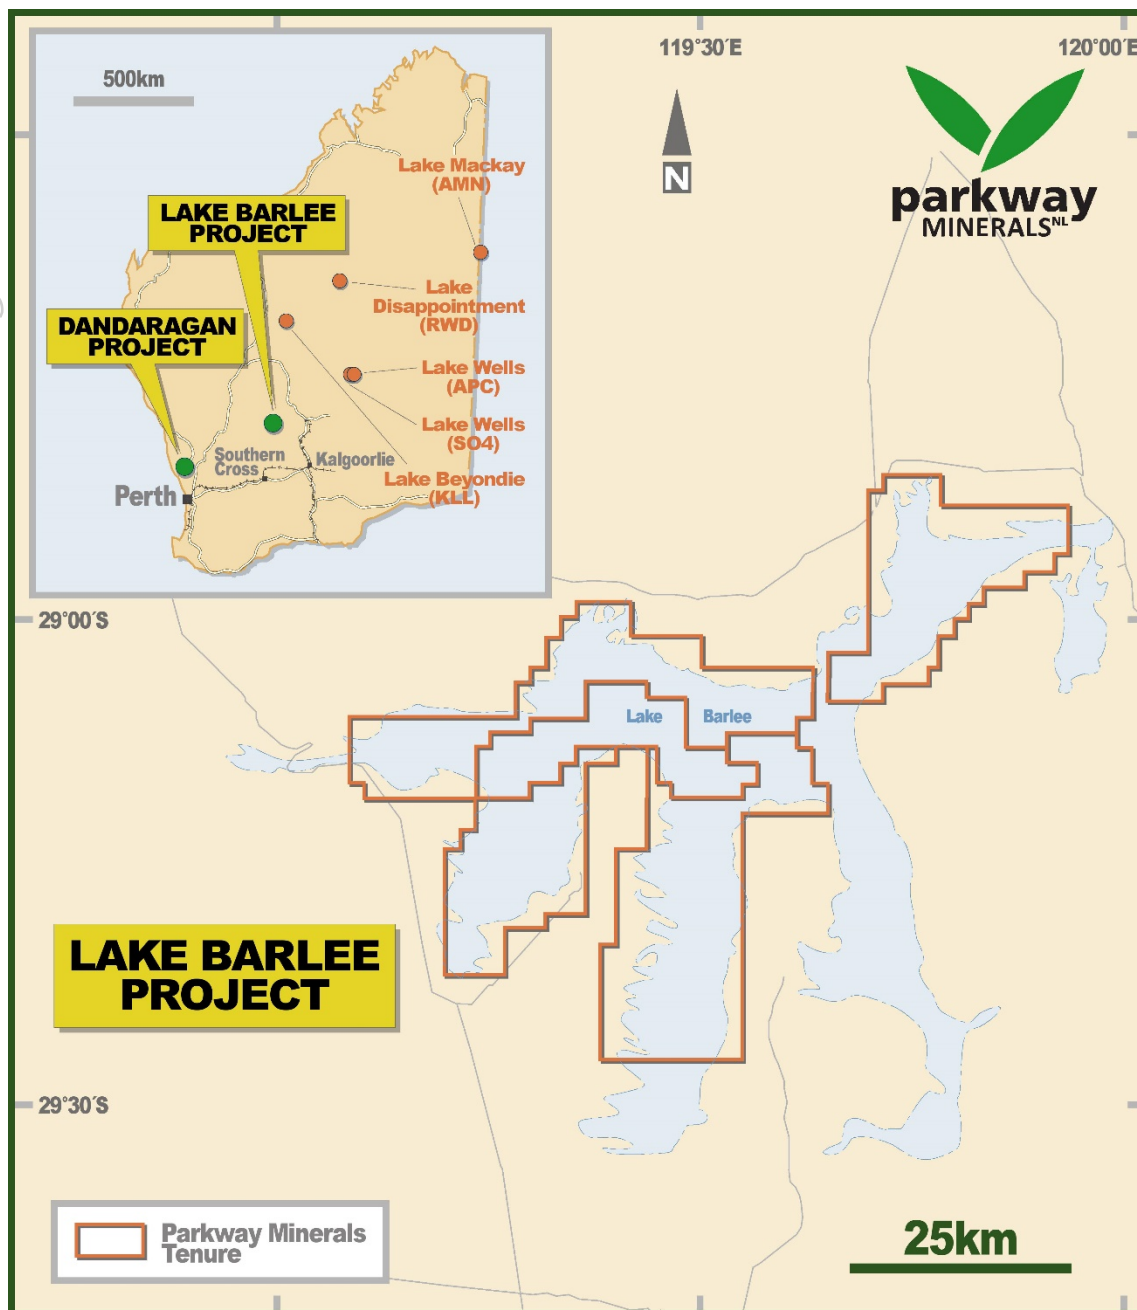 119°30´E
120°00´E
500km
Lake Mackay
(AMN)
LAKE BARLEE
PROJECT
Lake
Disappointment
(RWD)
DANDARAGAN
PROJECT
Lake Wells
(APC)
Lake Wells
(SO4)
Southern
Cross
Kalgoorlie
Lake Beyondie
(KLL)
Perth
N
parkway
MINERALS NL
29°00´S
Lake Barlee
LAKE BARLEE
PROJECT
29°30´S
Parkway Minerals
Tenure
25km